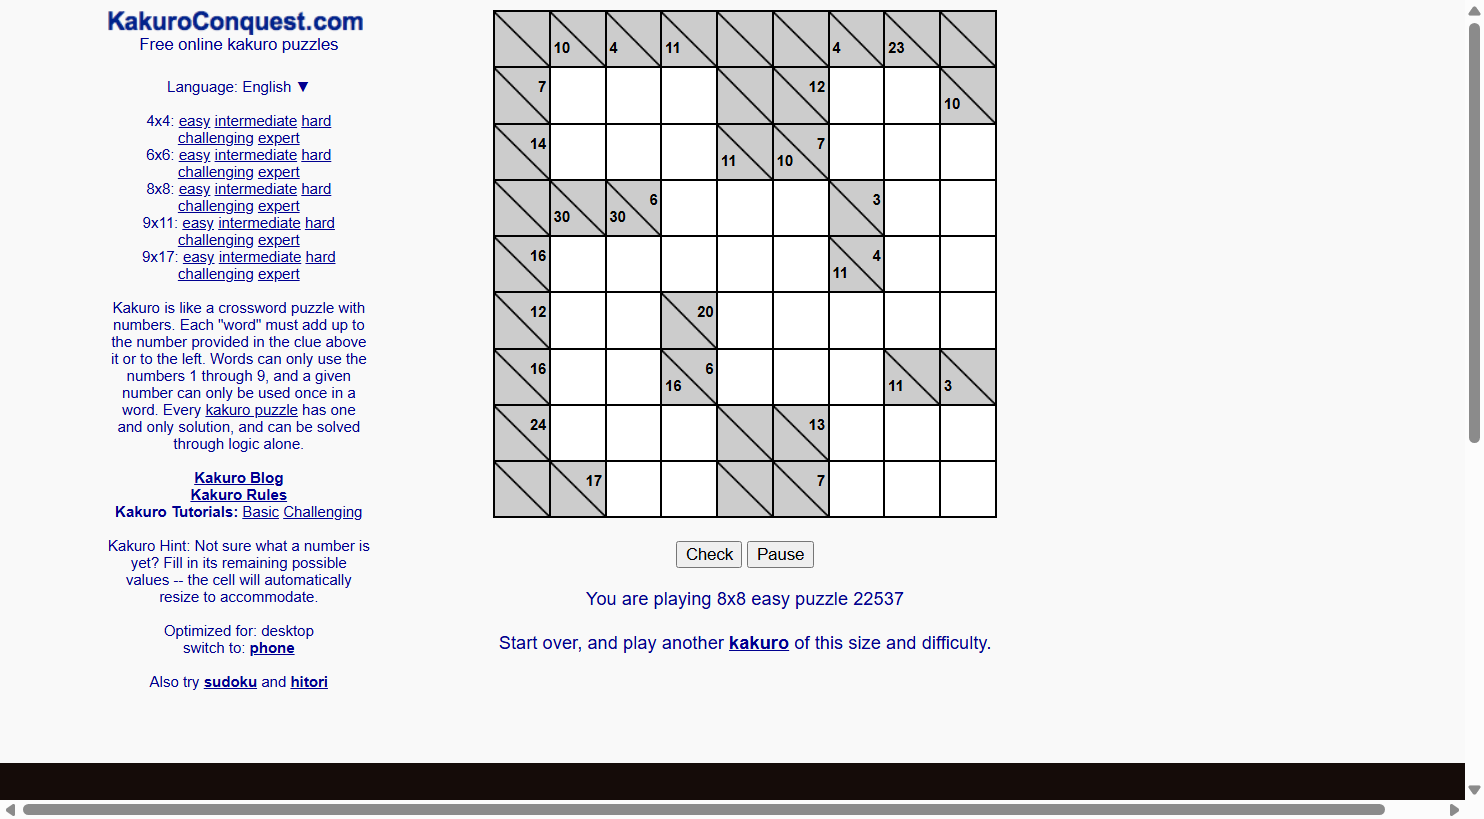 KakuroConquest.com
Free online kakuro puzzles
Language: English ▼
4x4: easy intermediate hard
challenging expert
6x6: easy intermediate hard
challenging expert
8x8: easy intermediate hard
challenging expert
9x11: easy intermediate hard
challenging expert
9x17: easy intermediate hard
challenging expert
Kakuro is like a crossword puzzle with
numbers. Each "word" must add up to
the number provided in the clue above
it or to the left. Words can only use the
numbers 1 through 9, and a given
number can only be used once in a
word. Every kakuro puzzle has one
and only solution, and can be solved
through logic alone.
Kakuro Blog
Kakuro Rules
Kakuro Tutorials: Basic Challenging
Kakuro Hint: Not sure what a number is
yet? Fill in its remaining possible
values -- the cell will automatically
resize to accommodate.
Optimized for: desktop
switch to: phone
Also try sudoku and hitori
10 4 11 4 23
7 12 10
14 11 10 7
30 30 6 3
16 11 4
12 20
16 16 6 11 3
24 13
17 7
Check Pause
You are playing 8x8 easy puzzle 22537
Start over, and play another kakuro of this size and difficulty.